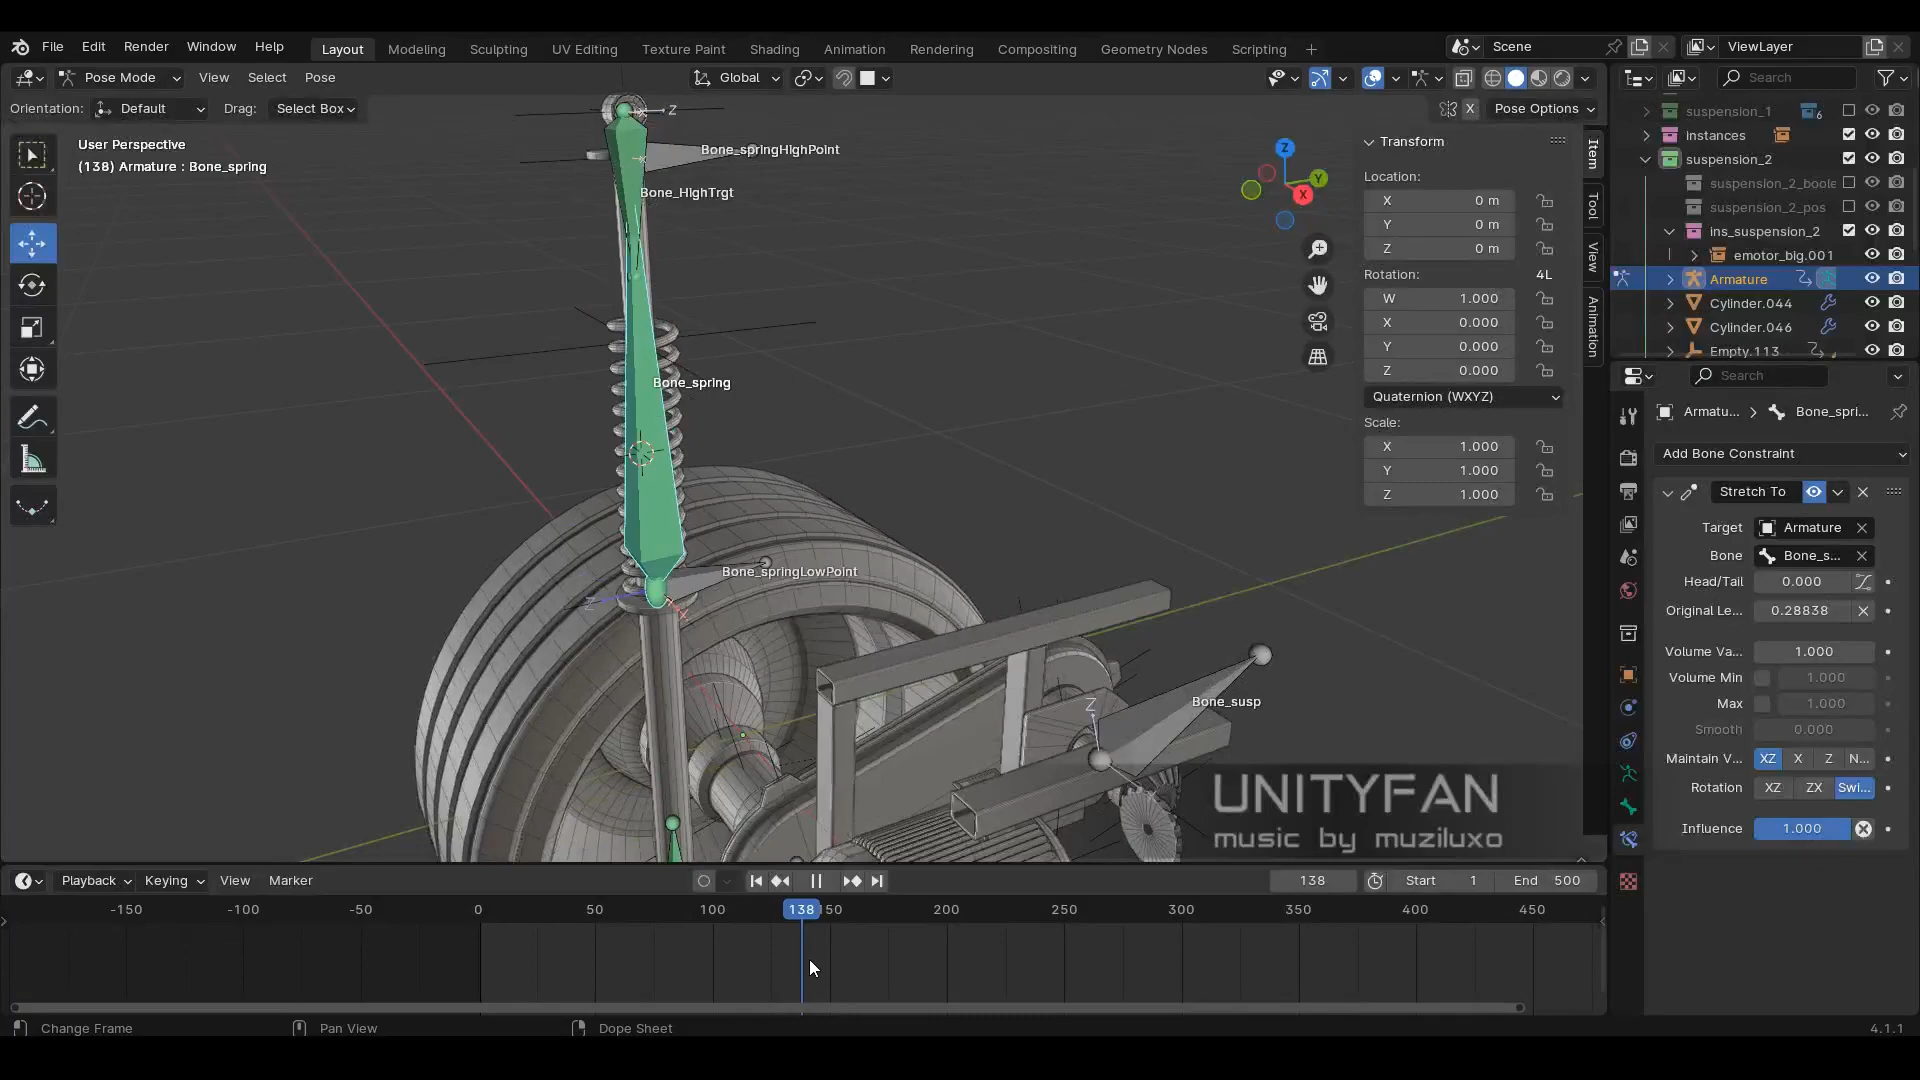 File Edit Render Window Help Layout Modeling Sculpting UV Editing Texture Paint Shading Animation Rendering Compositing Geometry Nodes Scripting + Scene ViewLayer
Pose Mode View Select Pose Global Search
Orientation: Default Drag: Select Box X Pose Options
suspension_1 6
instances
suspension_2
suspension_2_boole
suspension_2_pos
ins_suspension_2
emotor_big.001
Armature
Cylinder.044
Cylinder.046
Empty.113
User Perspective
(138) Armature : Bone_spring
Z
Bone_springHighPoint
Bone_HighTrgt
Bone_spring
Bone_springLowPoint
Z
X
Bone_susp
Z
Z
Y
X
Transform
Location:
X 0 m
Y 0 m
Z 0 m
Rotation: 4L
W 1.000
X 0.000
Y 0.000
Z 0.000
Quaternion (WXYZ)
Scale:
X 1.000
Y 1.000
Z 1.000
Item
Tool
View
Animation
Search
Armatu... Bone_spri...
Add Bone Constraint
Stretch To
Target Armature
Bone Bone_s...
Head/Tail 0.000
Original Le... 0.28838
Volume Va... 1.000
Volume Min 1.000
Max 1.000
Smooth 0.000
Maintain V... XZ X Z N...
Rotation XZ ZX Swi...
Influence 1.000
UNITYFAN
music by muziluxo
Playback Keying View Marker 138 Start 1 End 500
-150 -100 -50 0 50 100 138 150 200 250 300 350 400 450
Change Frame Pan View Dope Sheet 4.1.1